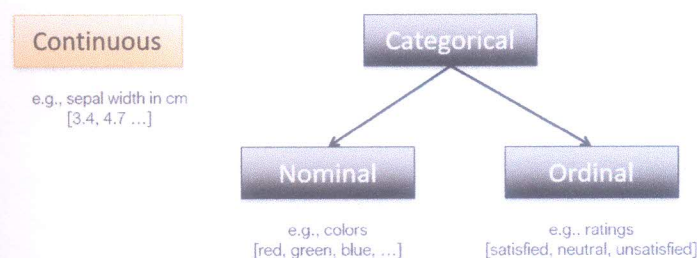 Continuous
e.g., sepal width in cm
[3.4, 4.7 ...]
Categorical
Nominal
e.g., colors
[red, green, blue, ...]
Ordinal
e.g.. ratings
[satisfied, neutral, unsatisfied]